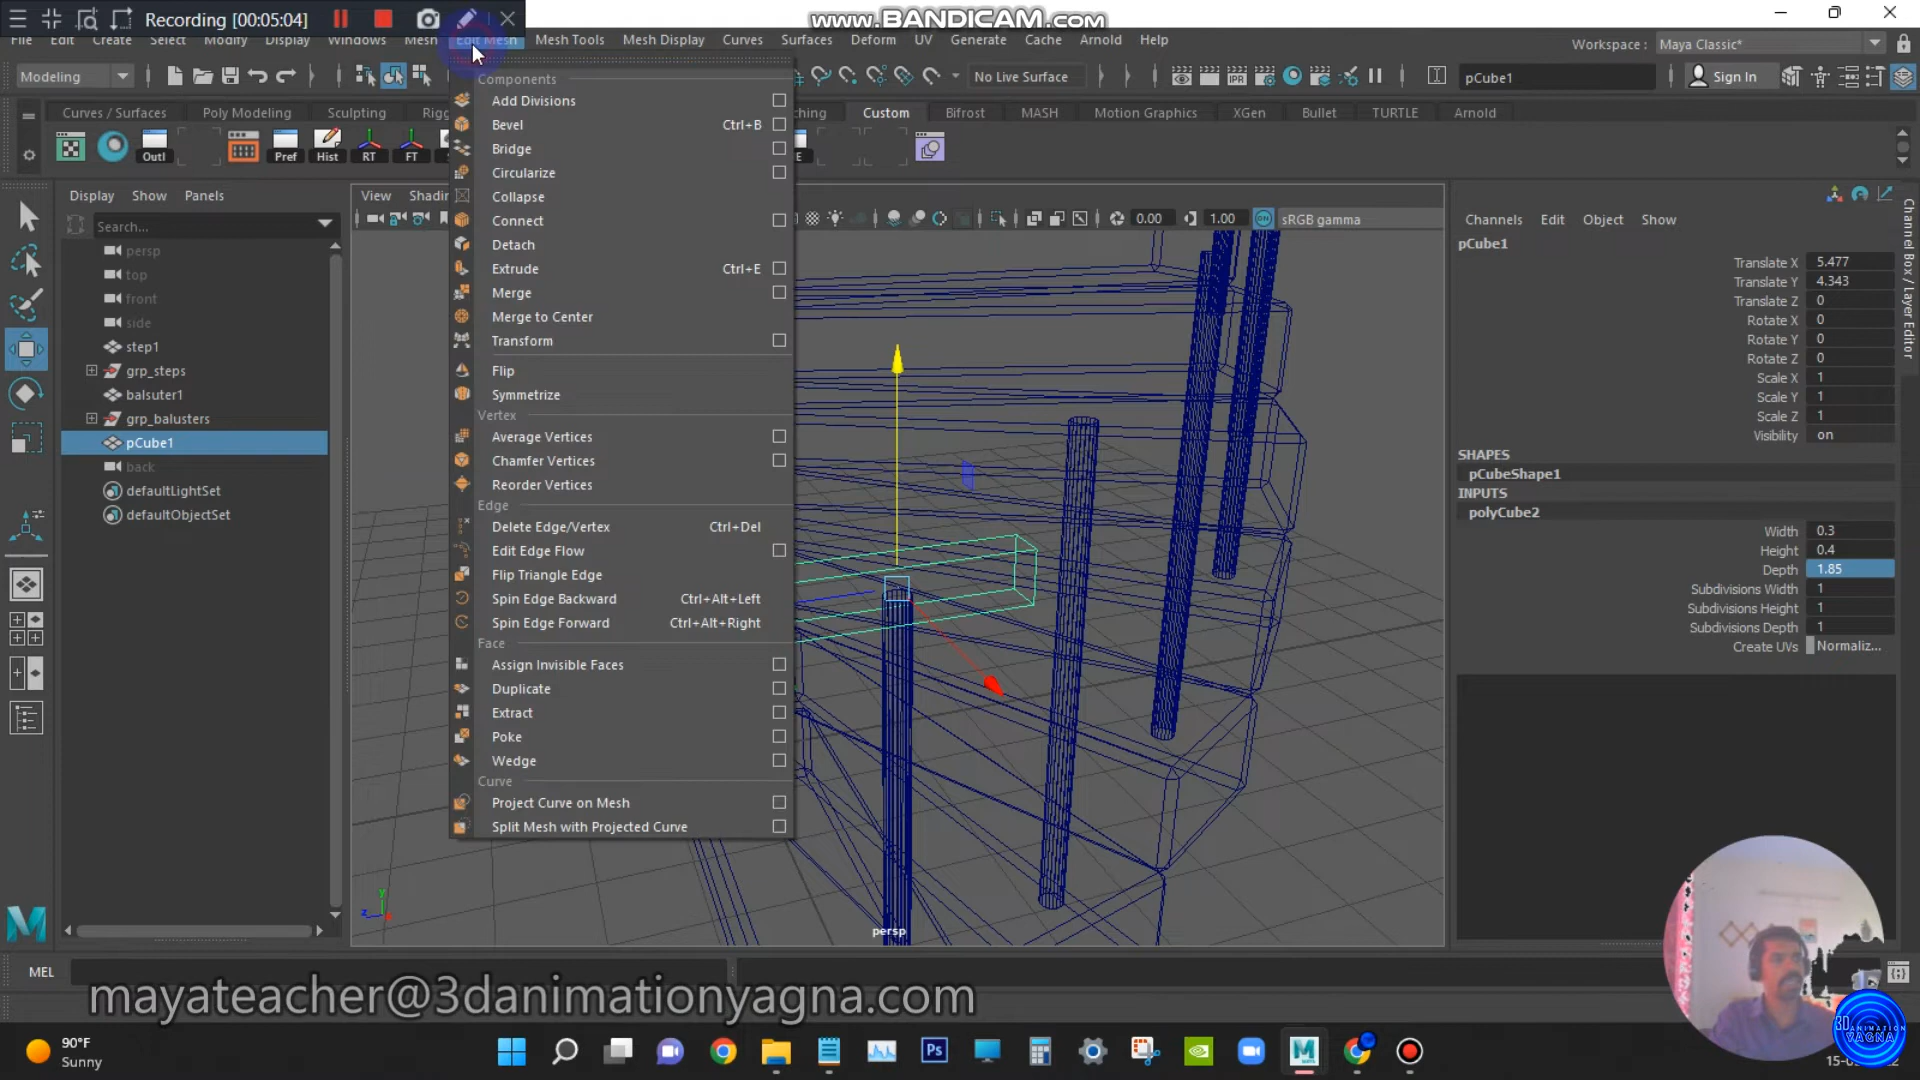 Recording [00:05:04]
www.BANDICAM.com
File Edit Create Select Modify Display Windows Mesh Edit Mesh Mesh Tools Mesh Display Curves Surfaces Deform UV Generate Cache Arnold Help
Workspace : Maya Classic*
Modeling
No Live Surface
pCube1
Sign In
Curves / Surfaces Poly Modeling Sculpting Custom Bifrost MASH Motion Graphics XGen Bullet TURTLE Arnold
Outl Pref Hist RT FT
Display Show Panels
Search...
persp
top
front
side
step1
grp_steps
balsuter1
grp_balusters
pCube1
back
defaultLightSet
defaultObjectSet
Components
Add Divisions
Bevel Ctrl+B
Bridge
Circularize
Collapse
Connect
Detach
Extrude Ctrl+E
Merge
Merge to Center
Transform
Flip
Symmetrize
Vertex
Average Vertices
Chamfer Vertices
Reorder Vertices
Edge
Delete Edge/Vertex Ctrl+Del
Edit Edge Flow
Flip Triangle Edge
Spin Edge Backward Ctrl+Alt+Left
Spin Edge Forward Ctrl+Alt+Right
Face
Assign Invisible Faces
Duplicate
Extract
Poke
Wedge
Curve
Project Curve on Mesh
Split Mesh with Projected Curve
View
0.00 1.00 sRGB gamma
persp
Channels Edit Object Show
pCube1
Translate X 5.477
Translate Y 4.343
Translate Z 0
Rotate X 0
Rotate Y 0
Rotate Z 0
Scale X 1
Scale Y 1
Scale Z 1
Visibility on
SHAPES
pCubeShape1
INPUTS
polyCube2
Width 0.3
Height 0.4
Depth 1.85
Subdivisions Width 1
Subdivisions Height 1
Subdivisions Depth 1
Create UVs Normaliz...
Channel Box / Layer Editor
MEL
mayateacher@3danimationyagna.com
3D ANIMATION YAGNA
90°F
Sunny